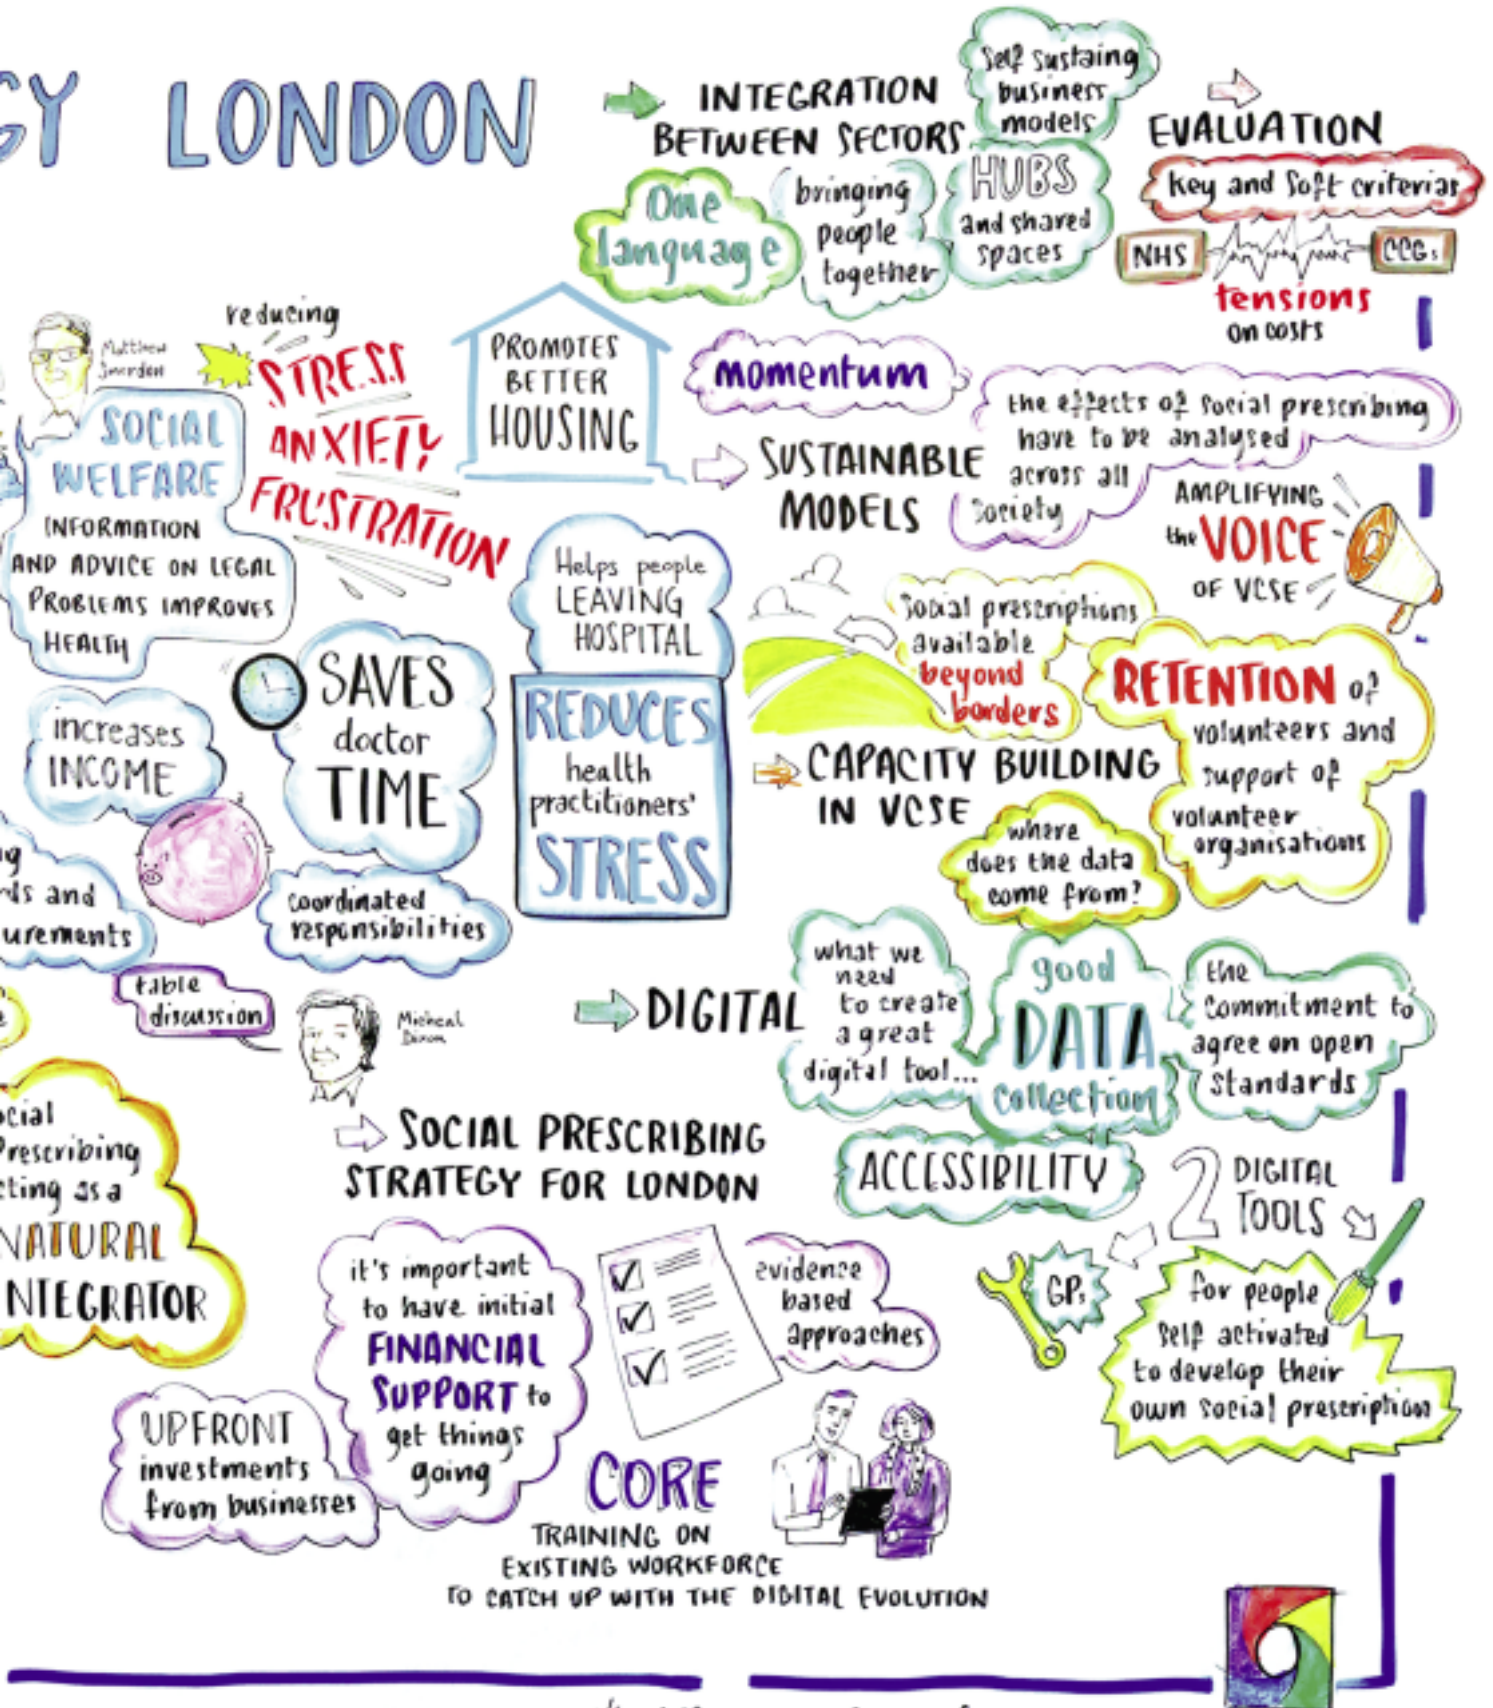 GY LONDON
INTEGRATION
BETWEEN SECTORS
Self sustaing
business
models
One
language
bringing
people
together
HUBS
and shared
spaces
EVALUATION
key and soft criterias
NHS
CCGs
tensions
on costs
Matthew
reducing
STRESS
ANXIETY
FRUSTRATION
SOCIAL
WELFARE
INFORMATION
AND ADVICE ON LEGAL
PROBLEMS IMPROVES
HEALTH
PROMOTES
BETTER
HOUSING
momentum
SUSTAINABLE
MODELS
the effects of social prescribing
have to be analysed
across all
society
AMPLIFYING
the VOICE
OF VCSE
Helps people
LEAVING
HOSPITAL
REDUCES
health
practitioners'
STRESS
SAVES
doctor
TIME
increases
INCOME
coordinated
responsibilities
Social prescriptions
available
beyond
borders
CAPACITY BUILDING
IN VCSE
RETENTION of
volunteers and
support of
volunteer
organisations
where
does the data
come from?
and
urements
table
discussion
Micheal
Dixon
DIGITAL
what we
need
to create
a great
digital tool...
good
DATA
collection
the
commitment to
agree on open
standards
ACCESSIBILITY
2 DIGITAL
TOOLS
GPs
for people
self activated
to develop their
own social prescription
ocial
Prescribing
cting as a
NATURAL
INTEGRATOR
SOCIAL PRESCRIBING
STRATEGY FOR LONDON
it's important
to have initial
FINANCIAL
SUPPORT to
get things
going
UPFRONT
investments
from businesses
evidence
based
approaches
CORE
TRAINING ON
EXISTING WORKFORCE
TO CATCH UP WITH THE DIGITAL EVOLUTION